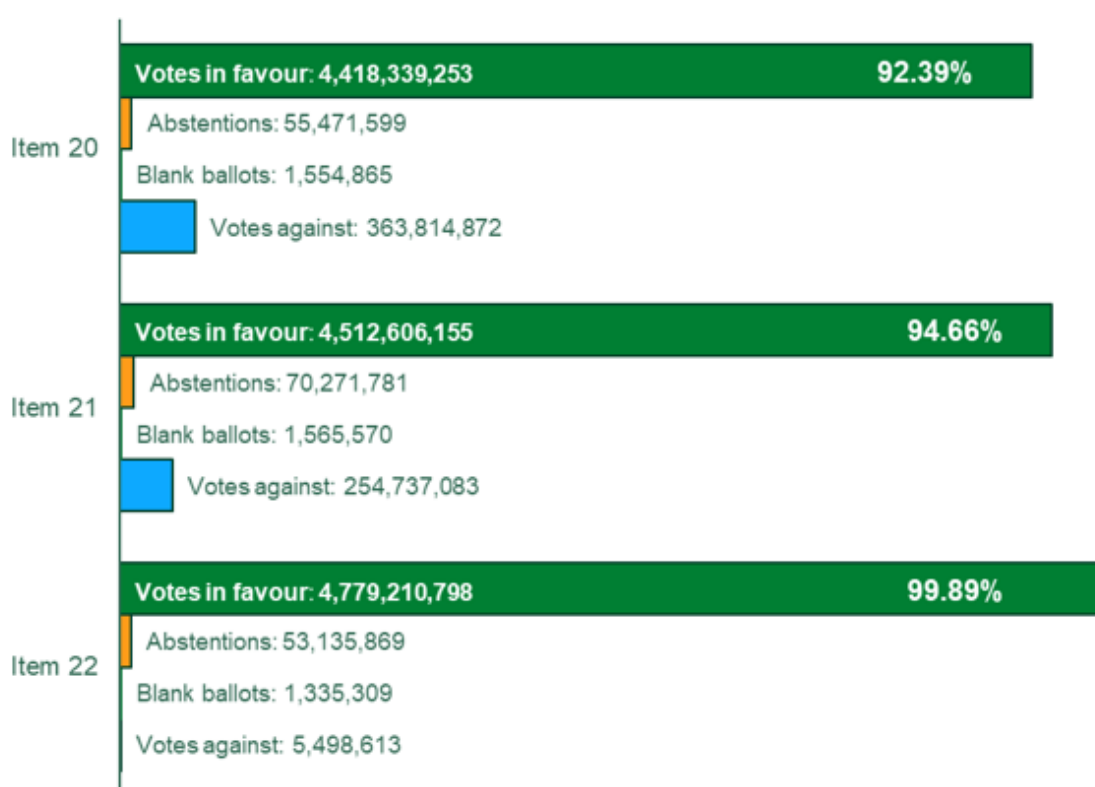 Votes in favour: 4,418,339,253 92.39%
Abstentions: 55,471,599
Item 20
Blank ballots: 1,554,865
Votes against: 363,814,872
Votes in favour: 4,512,606,155 94.66%
Abstentions: 70,271,781
Item 21
Blank ballots: 1,565,570
Votes against: 254,737,083
Votes in favour: 4,779,210,798 99.89%
Abstentions: 53,135,869
Item 22
Blank ballots: 1,335,309
Votes against: 5,498,613